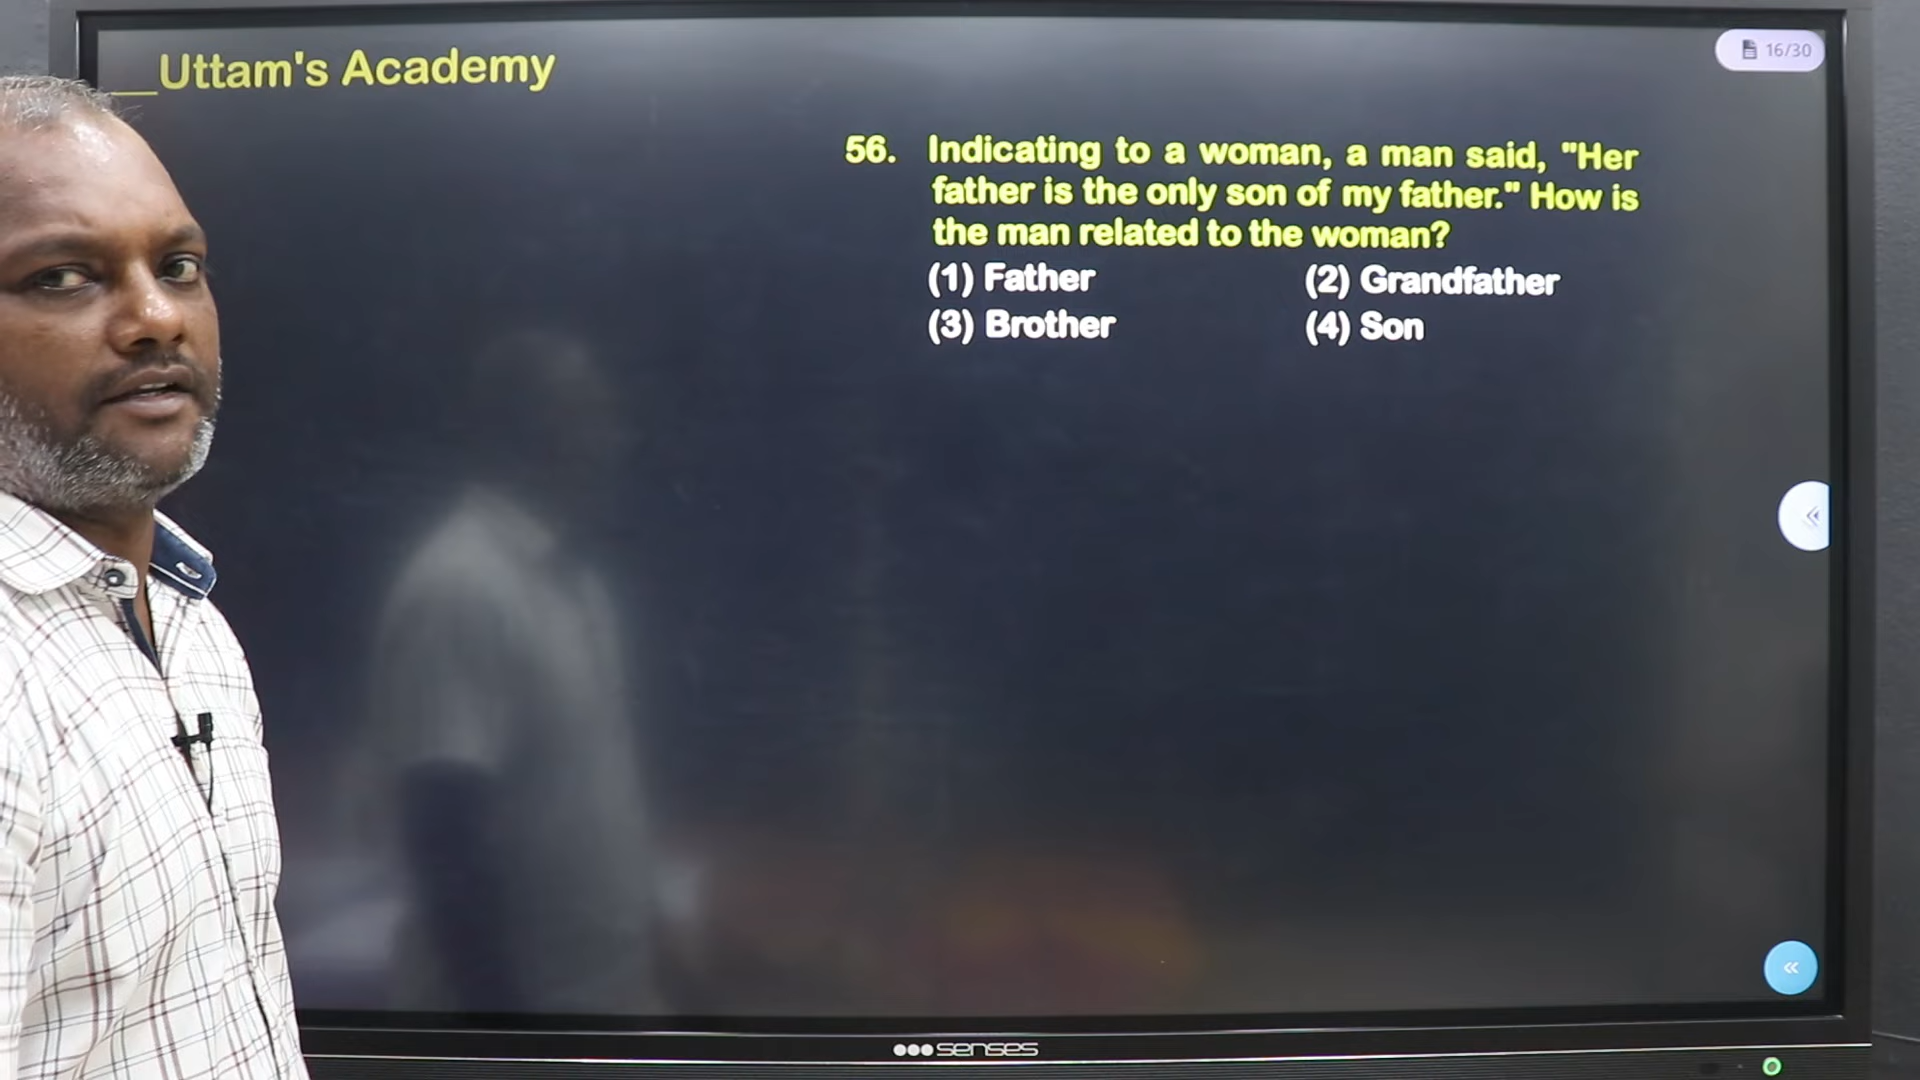 __Uttam's Academy
16/30
56. Indicating to a woman, a man said, "Her
father is the only son of my father." How is
the man related to the woman?
(1) Father (2) Grandfather
(3) Brother (4) Son
senses